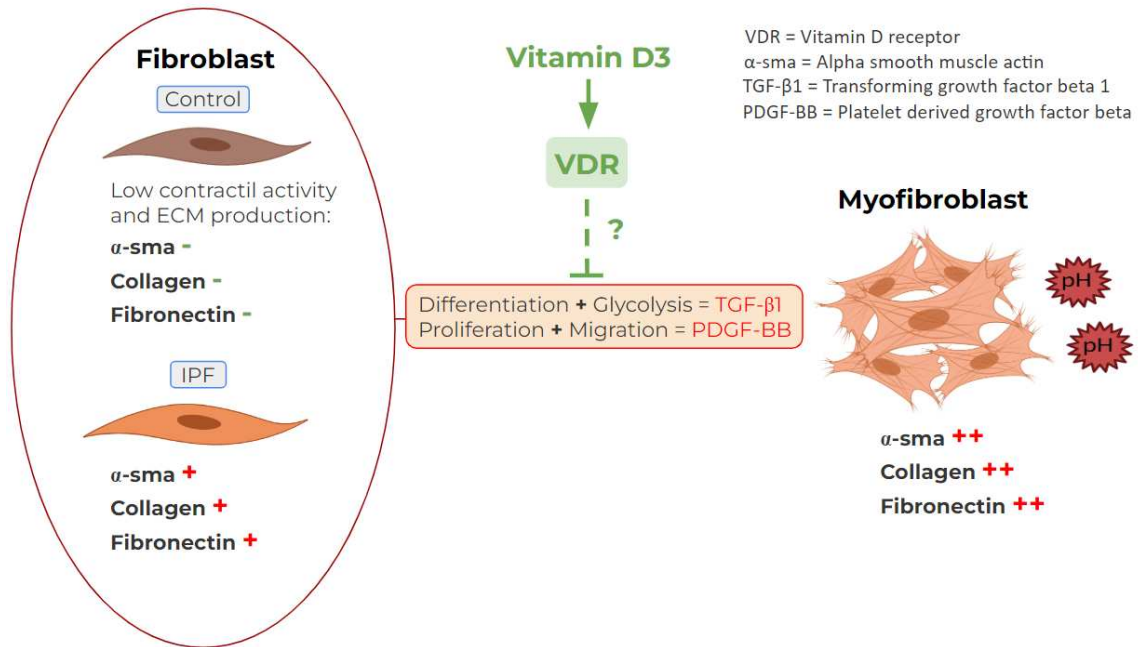 Fibroblast
Control
Low contractil activity
and ECM production:
α-sma -
Collagen -
Fibronectin -
IPF
α-sma +
Collagen +
Fibronectin +
Vitamin D3
VDR
?
Differentiation + Glycolysis = TGF-β1
Proliferation + Migration = PDGF-BB
VDR = Vitamin D receptor
α-sma = Alpha smooth muscle actin
TGF-β1 = Transforming growth factor beta 1
PDGF-BB = Platelet derived growth factor beta
Myofibroblast
pH
pH
α-sma ++
Collagen ++
Fibronectin ++